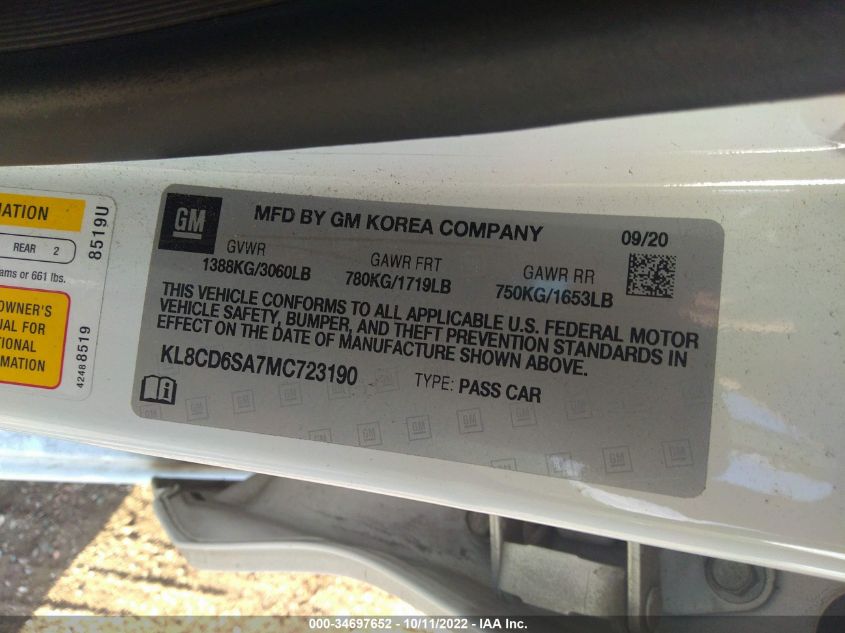 MATION
REAR 2
8519U
ams or 661 lbs.
OWNER'S
UAL FOR
TIONAL
RMATION
42488519
GM
MFD BY GM KOREA COMPANY
09/20
GVWR
GAWR FRT
GAWR RR
1388KG/3060LB
780KG/1719LB
750KG/1653LB
THIS VEHICLE CONFORMS TO ALL APPLICABLE U.S. FEDERAL MOTOR
VEHICLE SAFETY, BUMPER, AND THEFT PREVENTION STANDARDS IN
EFFECT ON THE DATE OF MANUFACTURE SHOWN ABOVE.
KL8CD6SA7MC723190
TYPE: PASS CAR
000-34697652 - 10/11/2022 - IAA Inc.